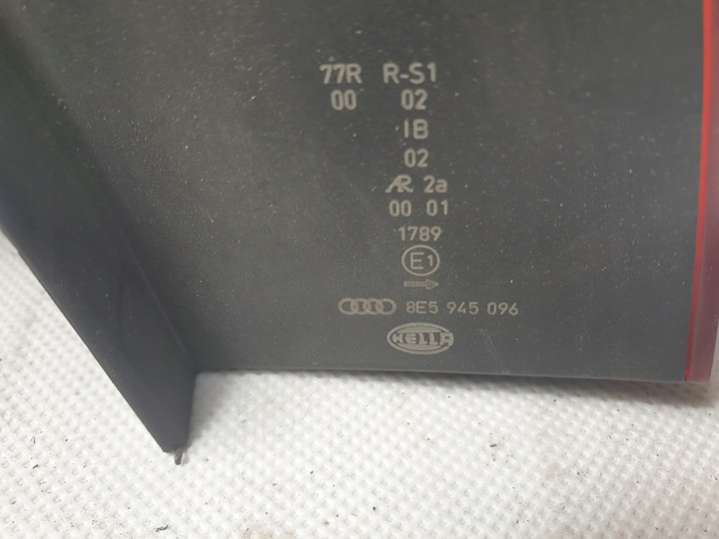 77R R-S1
00 02
IB
02
AR 2a
00 01
1789
E1
8E5 945 096
HELLA